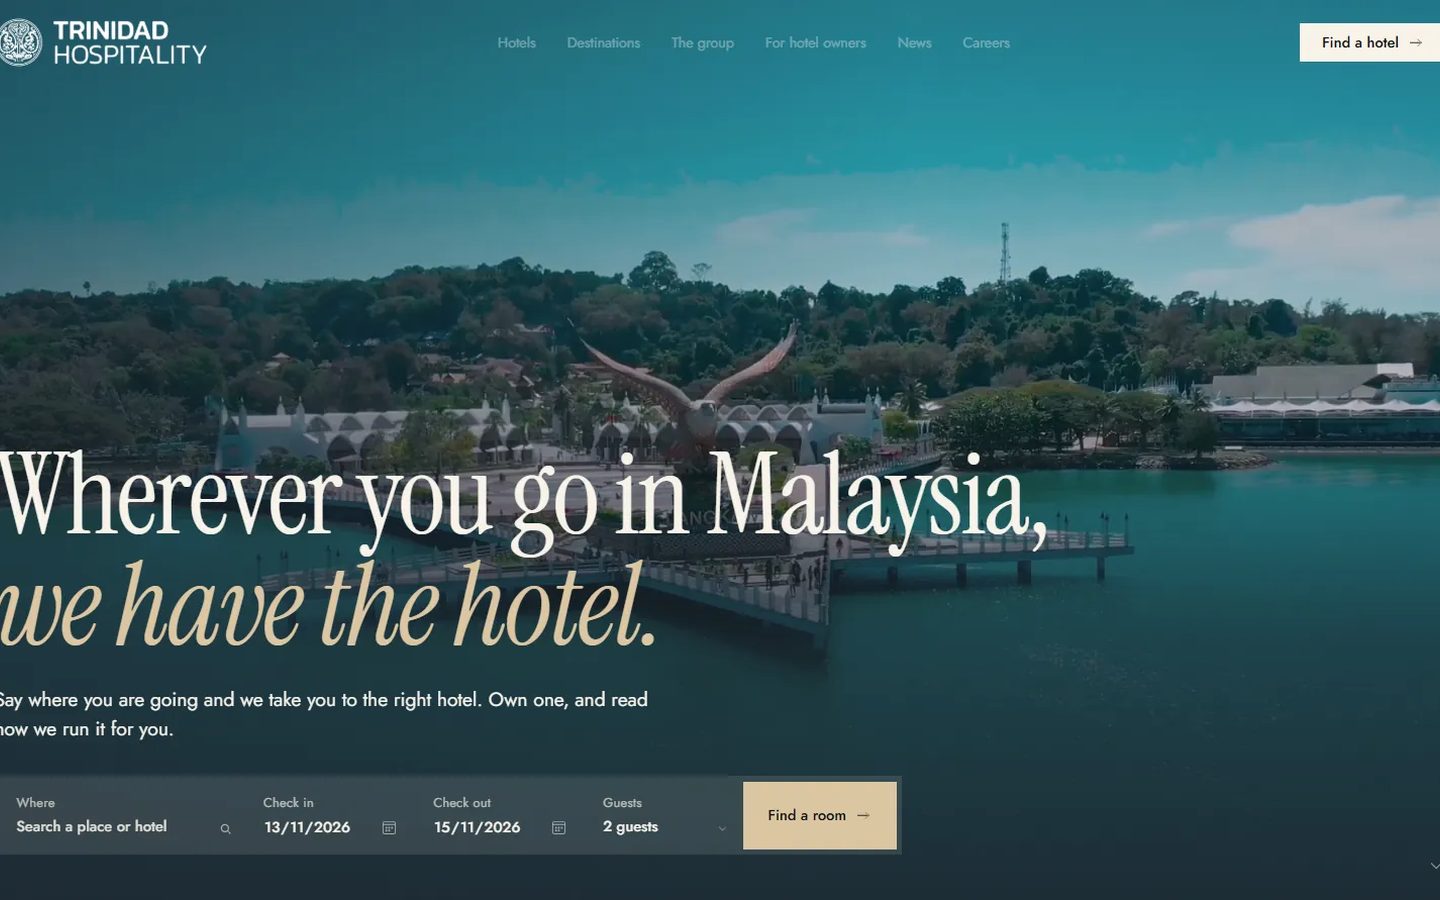 TRINIDAD
HOSPITALITY
Hotels Destinations The group For hotel owners News Careers
Find a hotel →
Wherever you go in Malaysia,
we have the hotel.
Say where you are going and we take you to the right hotel. Own one, and read
how we run it for you.
Where
Search a place or hotel
Check in
13/11/2026
Check out
15/11/2026
Guests
2 guests
Find a room →